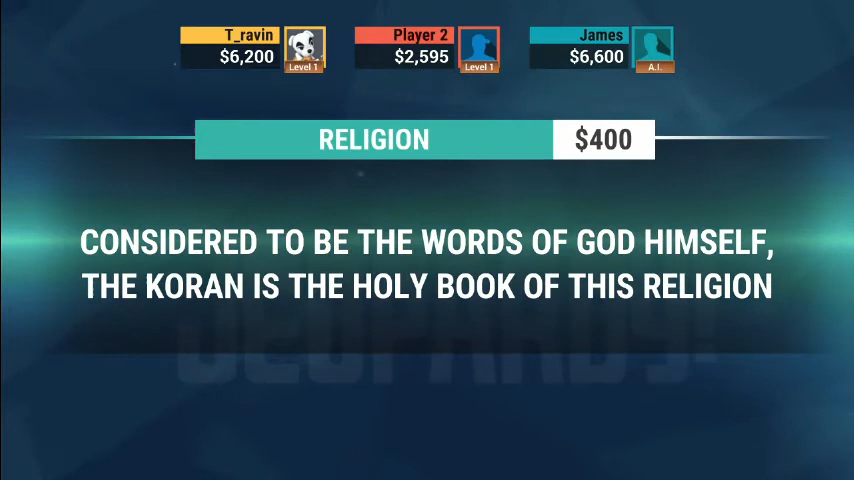 T_ravin Player 2 James
$6,200 $2,595 $6,600
Level 1 Level 1 A.I.
RELIGION $400
CONSIDERED TO BE THE WORDS OF GOD HIMSELF,
THE KORAN IS THE HOLY BOOK OF THIS RELIGION
JEOPARDY!